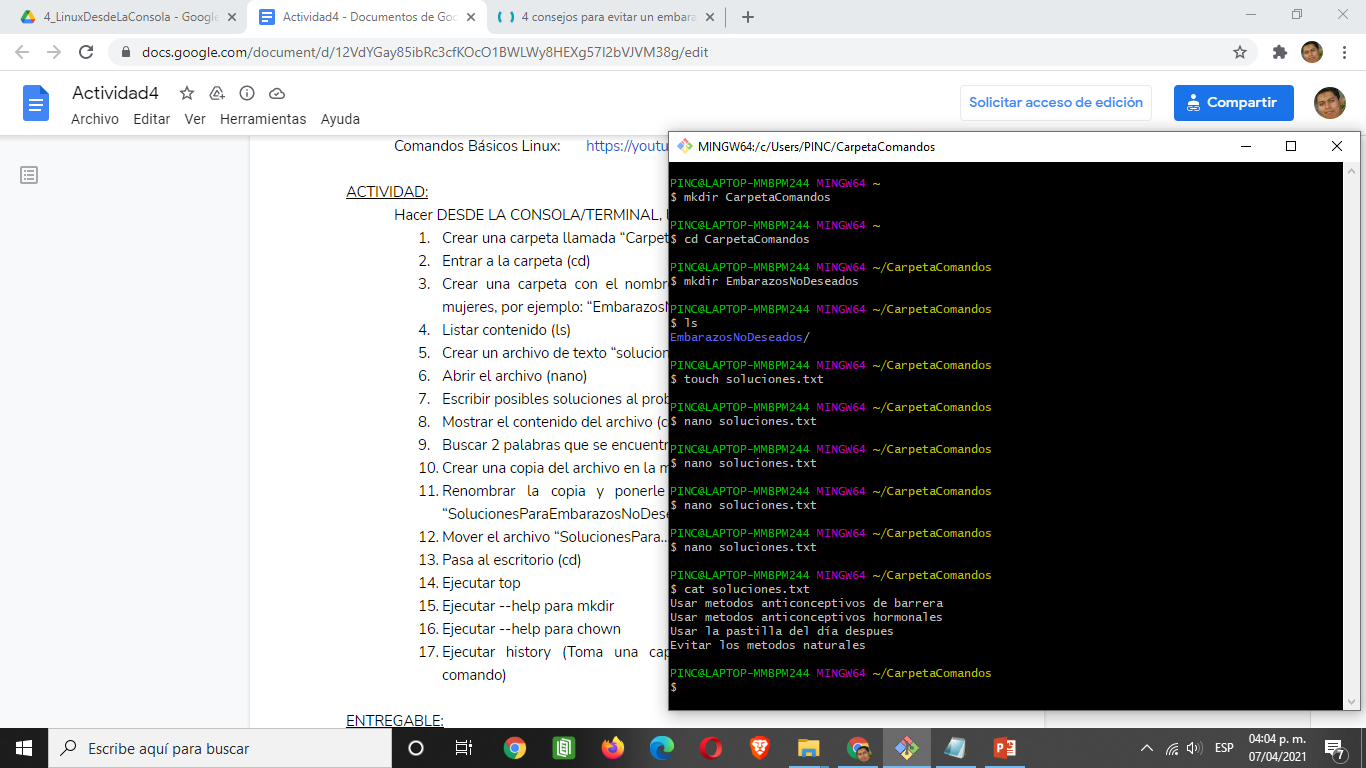 4_LinuxDesdeLaConsola - Google
Actividad4 - Documentos de Goo
4 consejos para evitar un embara
docs.google.com/document/d/12VdYGay85ibRc3cfKOcO1BWLWy8HEXg57I2bVJVM38g/edit
Actividad4
Solicitar acceso de edición
Compartir
Archivo Editar Ver Herramientas Ayuda
Comandos Básicos Linux: https://youtu
ACTIVIDAD:
Hacer DESDE LA CONSOLA/TERMINAL,
1. Crear una carpeta llamada “Carpet
2. Entrar a la carpeta (cd)
3. Crear una carpeta con el nombre
mujeres, por ejemplo: “Embarazos
4. Listar contenido (ls)
5. Crear un archivo de texto “solucion
6. Abrir el archivo (nano)
7. Escribir posibles soluciones al prob
8. Mostrar el contenido del archivo (c
9. Buscar 2 palabras que se encuentr
10. Crear una copia del archivo en la m
11. Renombrar la copia y ponerle
“SolucionesParaEmbarazosNoDese
12. Mover el archivo “SolucionesPara..
13. Pasa al escritorio (cd)
14. Ejecutar top
15. Ejecutar --help para mkdir
16. Ejecutar --help para chown
17. Ejecutar history (Toma una cap
comando)
ENTREGABLE:
MINGW64:/c/Users/PINC/CarpetaComandos
PINC@LAPTOP-MMBPM244 MINGW64 ~
$ mkdir CarpetaComandos
PINC@LAPTOP-MMBPM244 MINGW64 ~
$ cd CarpetaComandos
PINC@LAPTOP-MMBPM244 MINGW64 ~/CarpetaComandos
$ mkdir EmbarazosNoDeseados
PINC@LAPTOP-MMBPM244 MINGW64 ~/CarpetaComandos
$ ls
EmbarazosNoDeseados/
PINC@LAPTOP-MMBPM244 MINGW64 ~/CarpetaComandos
$ touch soluciones.txt
PINC@LAPTOP-MMBPM244 MINGW64 ~/CarpetaComandos
$ nano soluciones.txt
PINC@LAPTOP-MMBPM244 MINGW64 ~/CarpetaComandos
$ nano soluciones.txt
PINC@LAPTOP-MMBPM244 MINGW64 ~/CarpetaComandos
$ nano soluciones.txt
PINC@LAPTOP-MMBPM244 MINGW64 ~/CarpetaComandos
$ nano soluciones.txt
PINC@LAPTOP-MMBPM244 MINGW64 ~/CarpetaComandos
$ cat soluciones.txt
Usar metodos anticonceptivos de barrera
Usar metodos anticonceptivos hormonales
Usar la pastilla del día despues
Evitar los metodos naturales
PINC@LAPTOP-MMBPM244 MINGW64 ~/CarpetaComandos
$
Escribe aquí para buscar
ESP
04:04 p. m.
07/04/2021
7